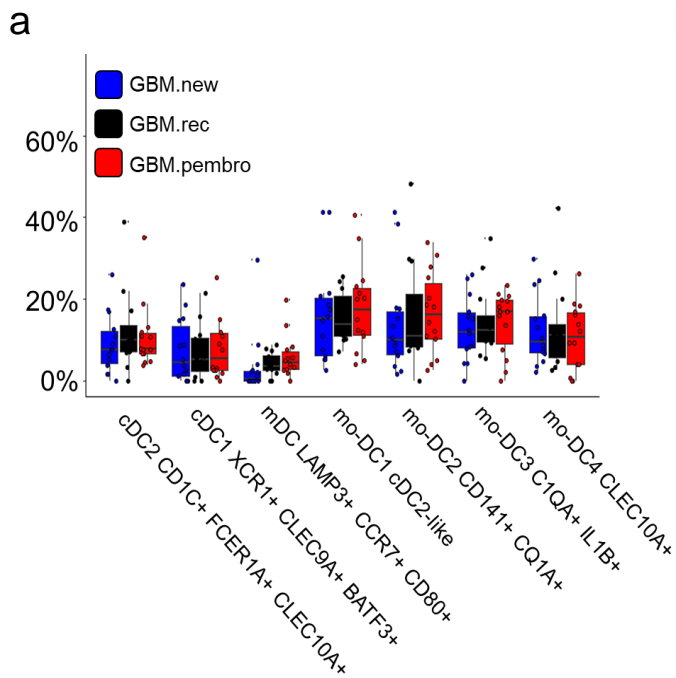 a
GBM.new
GBM.rec
GBM.pembro
60%
40%
20%
0%
cDC2 CD1C+ FCER1A+ CLEC10A+
cDC1 XCR1+ CLEC9A+ BATF3+
mDC LAMP3+ CCR7+ CD80+
mo-DC1 cDC2-like
mo-DC2 CD141+ CQ1A+
mo-DC3 C1QA+ IL1B+
mo-DC4 CLEC10A+